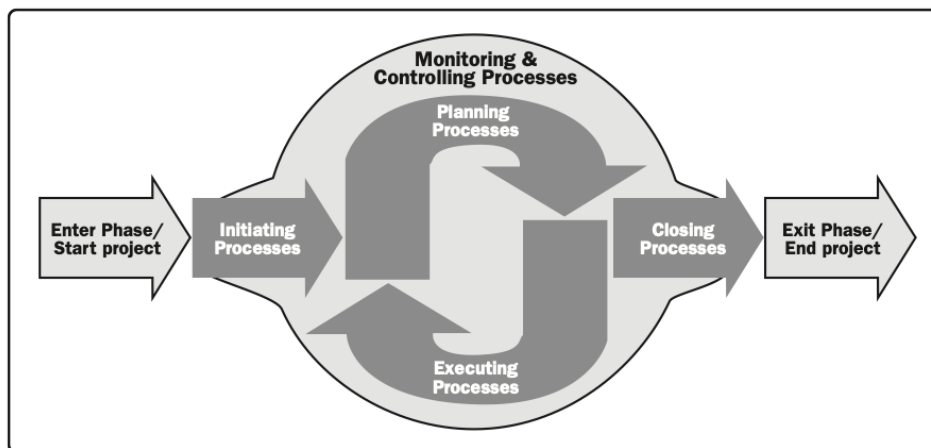 Monitoring &
Controlling Processes
Planning
Processes
Enter Phase/
Start project
Initiating
Processes
Closing
Processes
Exit Phase/
End project
Executing
Processes